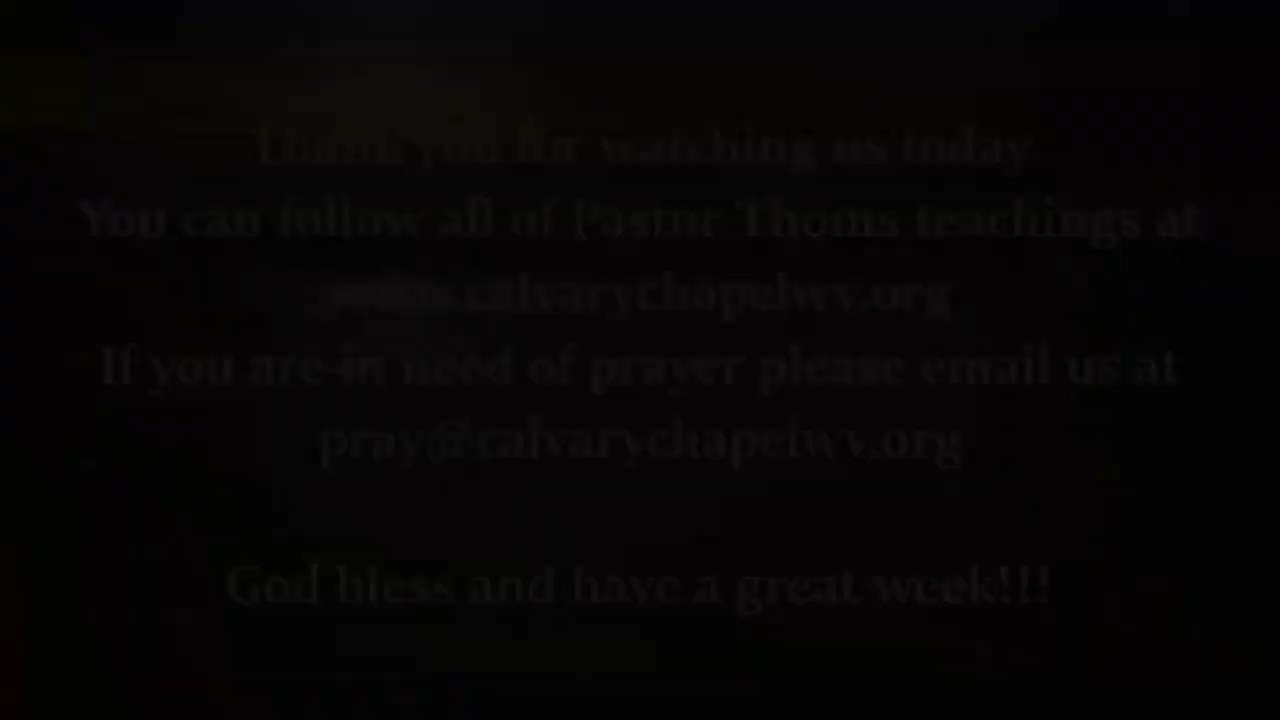 Thank you for watching us today
You can follow all of Pastor Thoms teachings at
www.calvarychapelwv.org
If you are in need of prayer please email us at
pray@calvarychapelwv.org
God bless and have a great week!!!